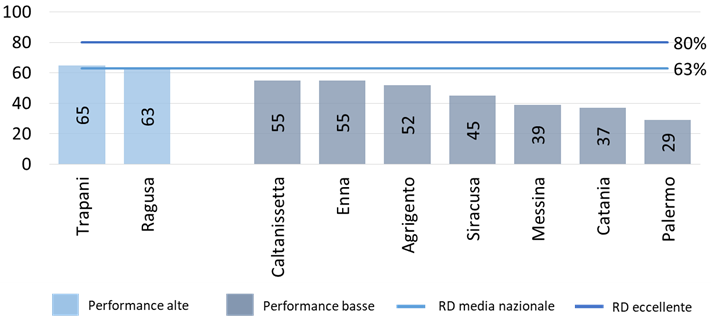 100
80
60
40
20
0
80%
63%
65
63
55
55
52
45
39
37
29
Trapani
Ragusa
Caltanissetta
Enna
Agrigento
Siracusa
Messina
Catania
Palermo
Performance alte
Performance basse
RD media nazionale
RD eccellente